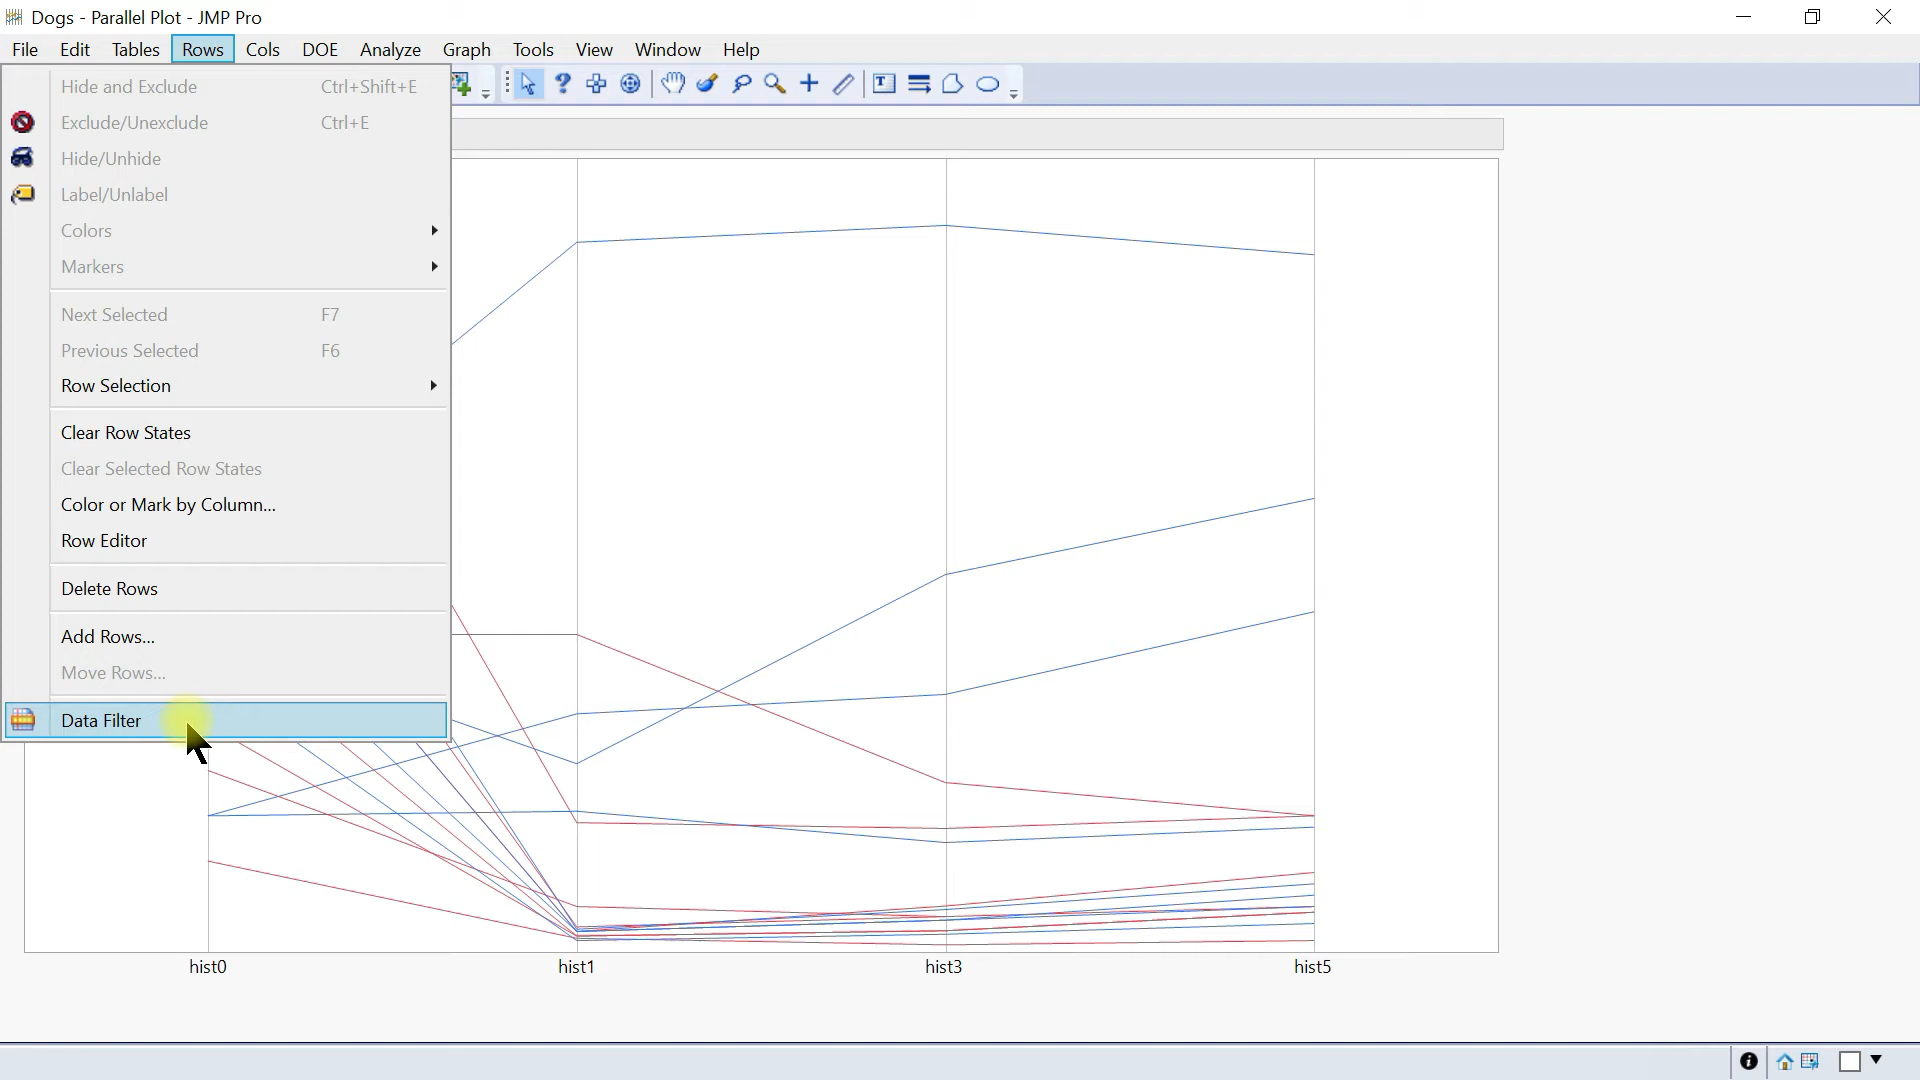 Dogs - Parallel Plot - JMP Pro
File Edit Tables Rows Cols DOE Analyze Graph Tools View Window Help
Hide and Exclude Ctrl+Shift+E
Exclude/Unexclude Ctrl+E
Hide/Unhide
Label/Unlabel
Colors
Markers
Next Selected F7
Previous Selected F6
Row Selection
Clear Row States
Clear Selected Row States
Color or Mark by Column...
Row Editor
Delete Rows
Add Rows...
Move Rows...
Data Filter
hist0 hist1 hist3 hist5